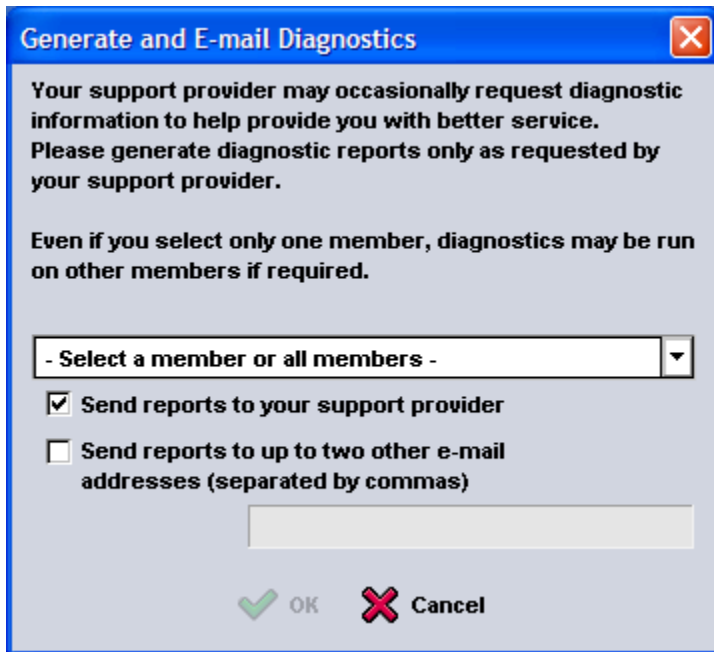 Generate and E-mail Diagnostics
Your support provider may occasionally request diagnostic
information to help provide you with better service.
Please generate diagnostic reports only as requested by
your support provider.
Even if you select only one member, diagnostics may be run
on other members if required.
- Select a member or all members -
Send reports to your support provider
Send reports to up to two other e-mail
addresses (separated by commas)
OK
Cancel